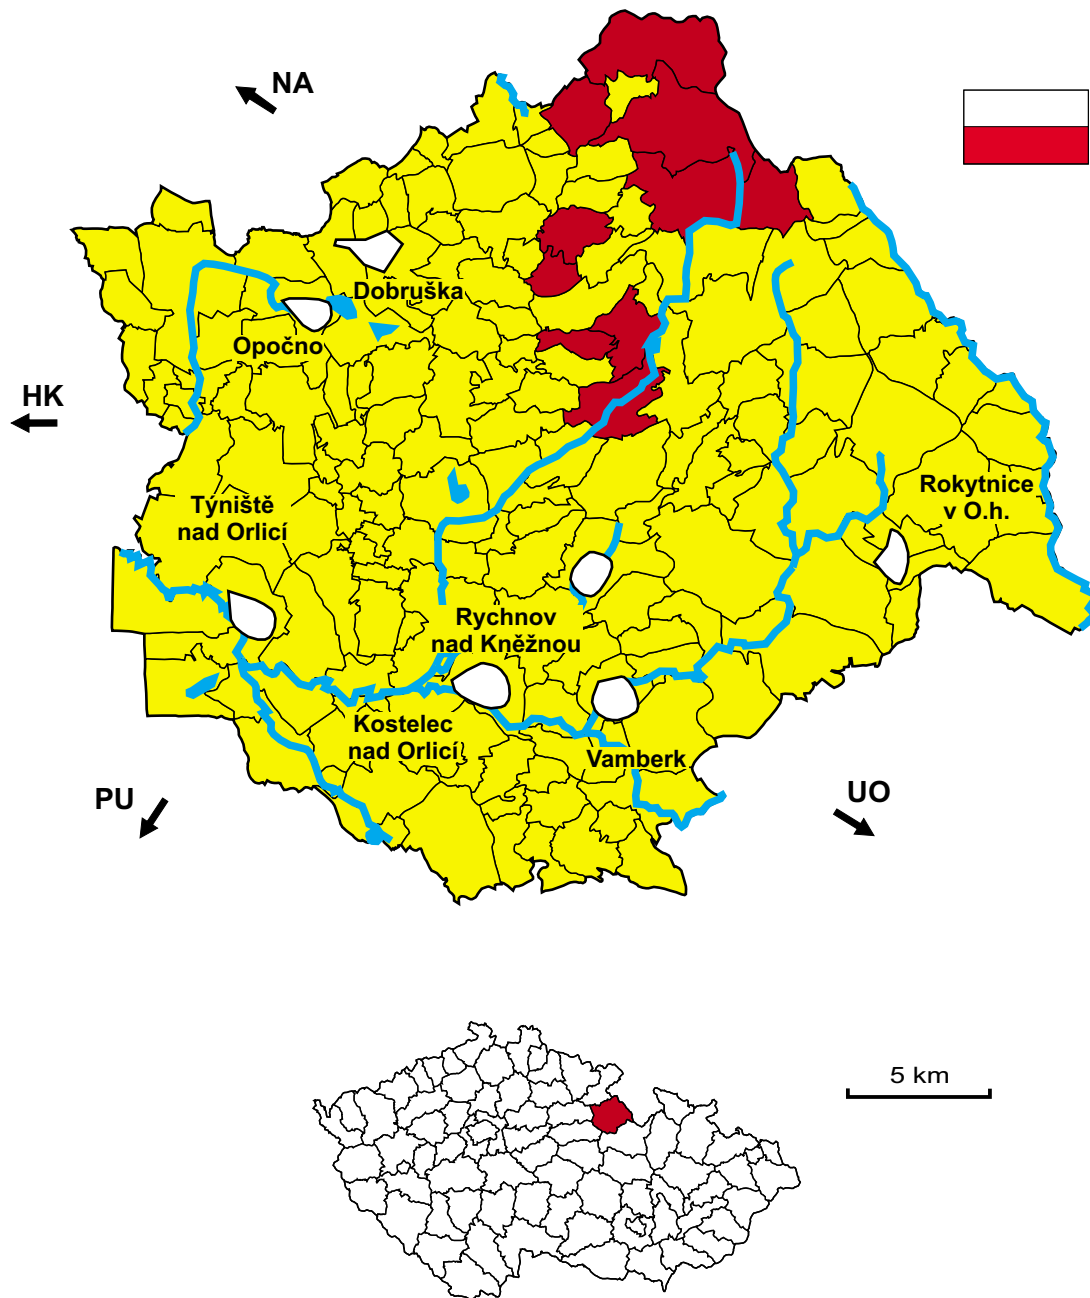 NA
Dobruška
Opočno
HK
Týniště
nad Orlicí
Rokytnice
v O.h.
Rychnov
nad Kněžnou
Kostelec
nad Orlicí
Vamberk
PU
UO
5 km